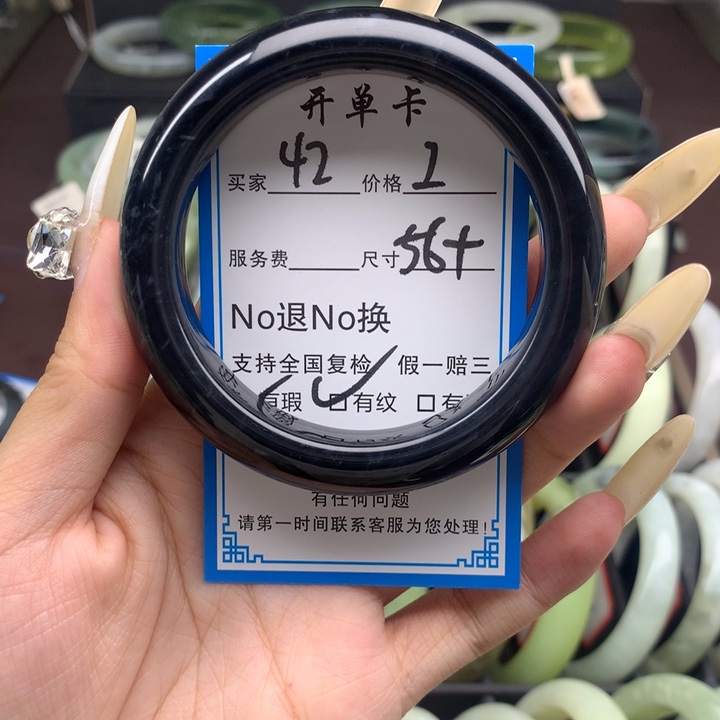 开单卡
买家 42 价格 2
服务费 尺寸 56+
No退No换
支持全国复检 假一赔三
有瑕 有纹 有
有任何问题
请第一时间联系客服为您处理!